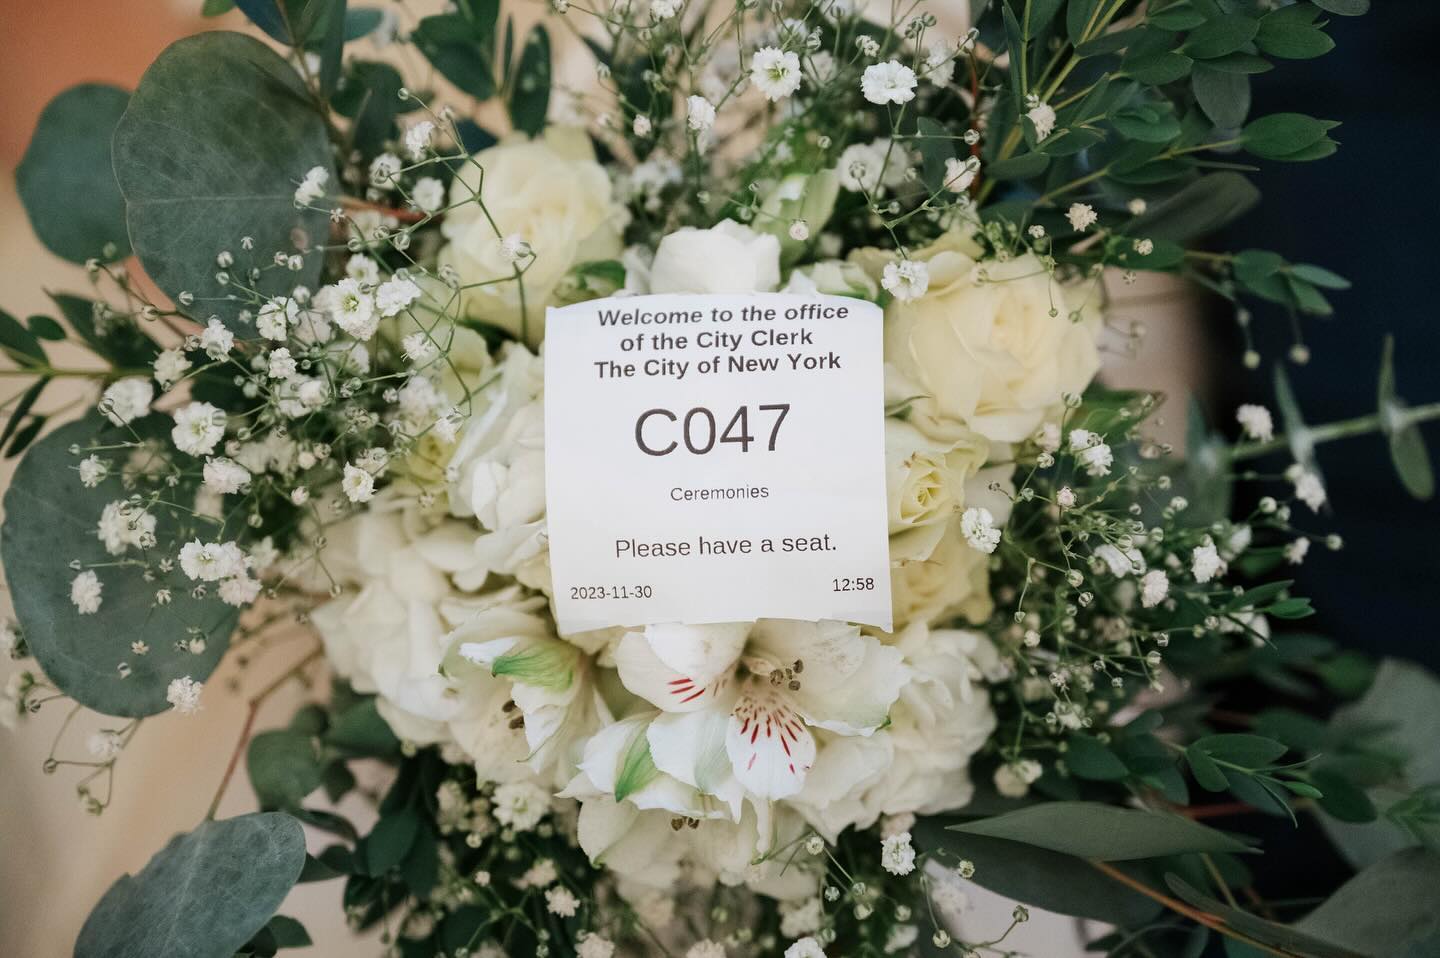 Welcome to the office
of the City Clerk
The City of New York
C047
Ceremonies
Please have a seat.
2023-11-30 12:58